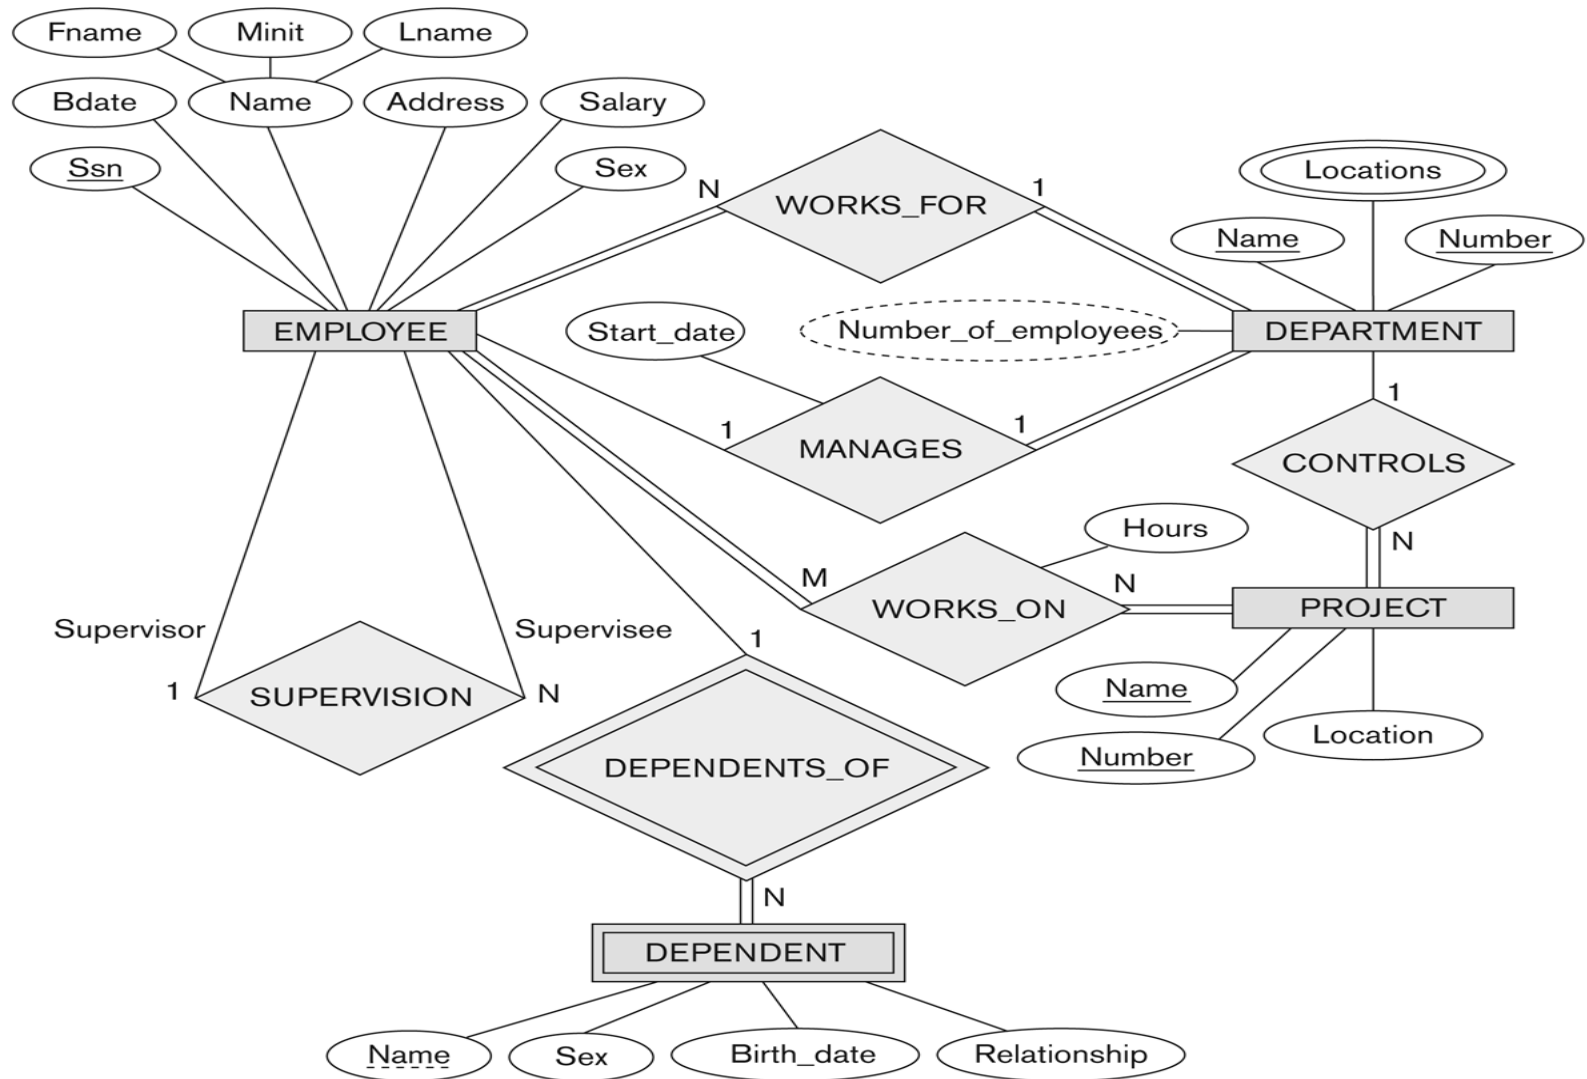 Fname
Minit
Lname
Bdate
Name
Address
Salary
Ssn
Sex
N
WORKS_FOR
1
Locations
Name
Number
EMPLOYEE
Start_date
Number_of_employees
DEPARTMENT
1
MANAGES
1
1
CONTROLS
N
Hours
M
WORKS_ON
N
PROJECT
Supervisor
Supervisee
1
SUPERVISION
N
1
Name
Number
Location
DEPENDENTS_OF
N
DEPENDENT
Name
Sex
Birth_date
Relationship